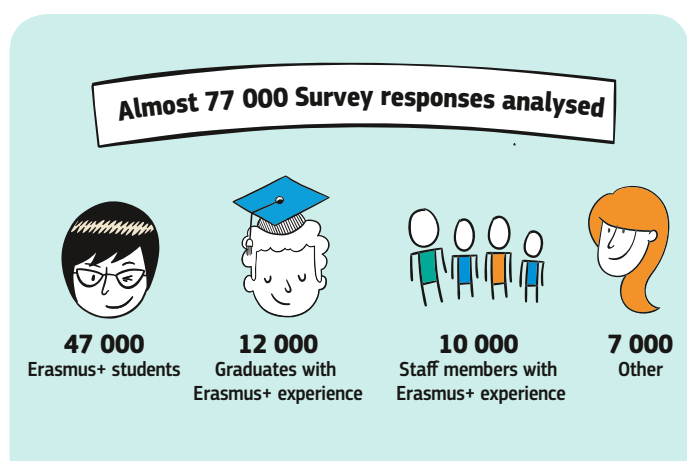 Almost 77 000 Survey responses analysed
47 000
Erasmus+ students
12 000
Graduates with
Erasmus+ experience
10 000
Staff members with
Erasmus+ experience
7 000
Other